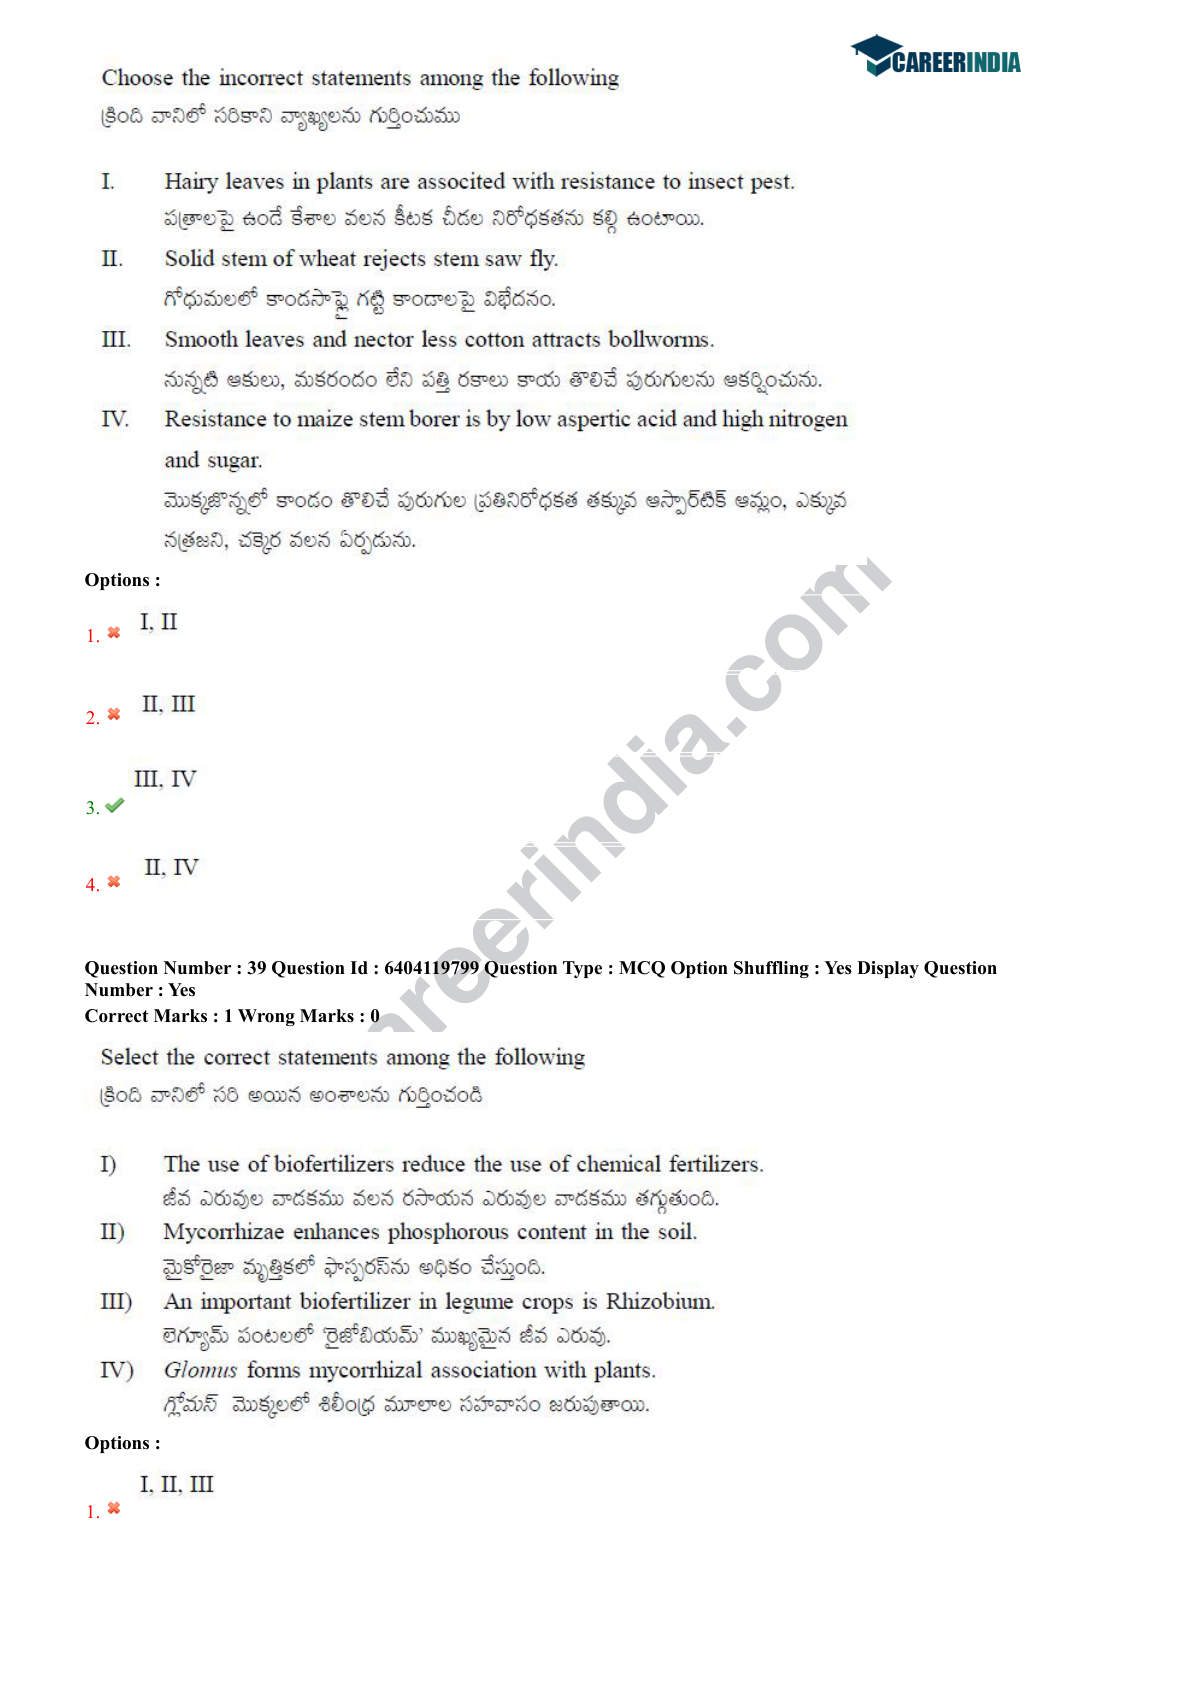 CAREERINDIA
Choose the incorrect statements among the following
క్రింది వానిలో సరికాని వ్యాఖ్యలను గుర్తించుము
I. Hairy leaves in plants are associted with resistance to insect pest.
పత్రాలపై ఉండే కేశాల వలన కీటక చీడల నిరోధకతను కల్గి ఉంటాయి.
II. Solid stem of wheat rejects stem saw fly.
గోధుమలలో కాండసాఫ్లై గట్టి కాండాలపై విభేదనం.
III. Smooth leaves and nector less cotton attracts bollworms.
నున్నటి ఆకులు, మకరందం లేని పత్తి రకాలు కాయ తొలిచే పురుగులను ఆకర్షించును.
IV. Resistance to maize stem borer is by low aspertic acid and high nitrogen
and sugar.
మొక్కజొన్నలో కాండం తొలిచే పురుగుల ప్రతినిరోధకత తక్కువ ఆస్పార్‌టిక్ ఆమ్లం, ఎక్కువ
నత్రజని, చక్కెర వలన ఏర్పడును.
Options :
I, II
1.
II, III
2.
III, IV
3.
II, IV
4.
Question Number : 39 Question Id : 6404119799 Question Type : MCQ Option Shuffling : Yes Display Question
Number : Yes
Correct Marks : 1 Wrong Marks : 0
Select the correct statements among the following
క్రింది వానిలో సరి అయిన అంశాలను గుర్తించండి
I) The use of biofertilizers reduce the use of chemical fertilizers.
జీవ ఎరువుల వాడకము వలన రసాయన ఎరువుల వాడకము తగ్గుతుంది.
II) Mycorrhizae enhances phosphorous content in the soil.
మైకోరైజా మృత్తికలో ఫాస్పరస్‌ను అధికం చేస్తుంది.
III) An important biofertilizer in legume crops is Rhizobium.
లెగ్యూమ్ పంటలలో 'రైజోబియమ్' ముఖ్యమైన జీవ ఎరువు.
IV) Glomus forms mycorrhizal association with plants.
గ్లోమస్ మొక్కలలో శిలీంధ్ర మూలాల సహవాసం జరుపుతాయి.
Options :
I, II, III
1.
areerindia.com